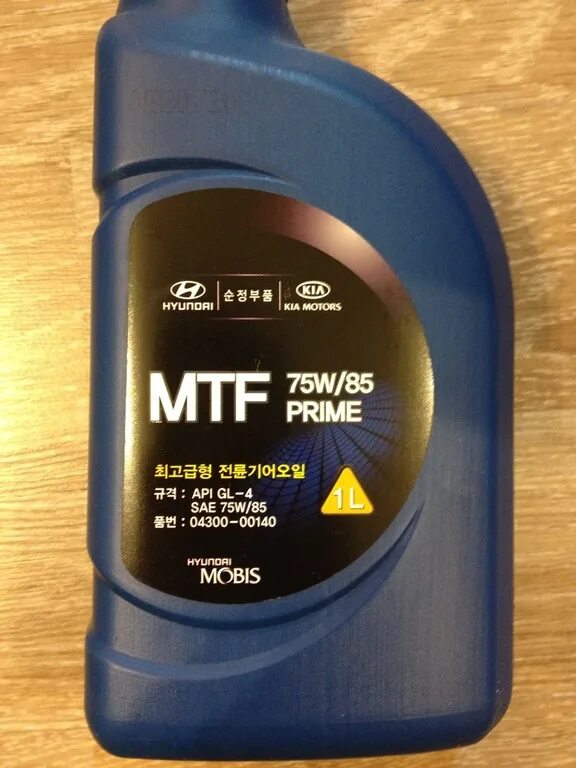 HYUNDAI 순정부품 KIA
KIA MOTORS
MTF 75W/85
PRIME
최고급형 전륜기어오일
규격 : API GL-4
SAE 75W/85
품번 : 04300-00140
1L
HYUNDAI
MOBIS